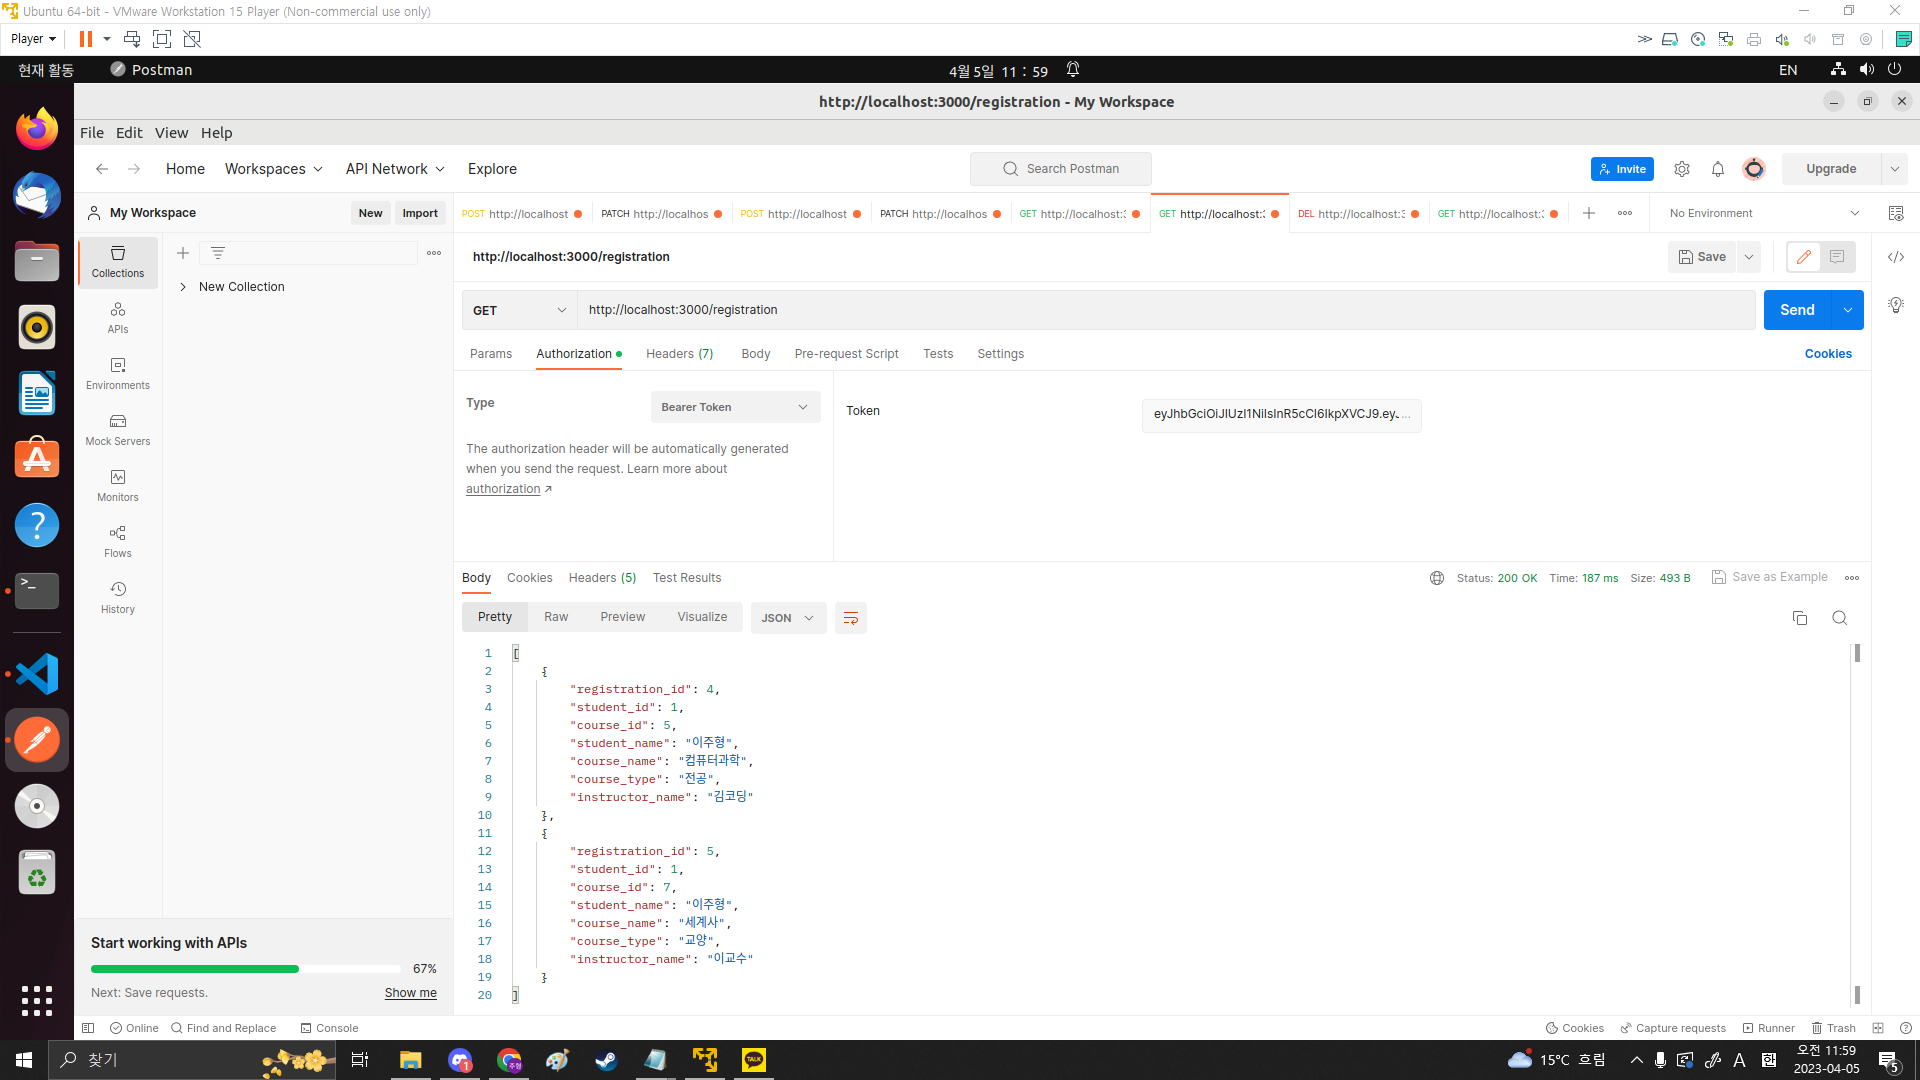 Ubuntu 64-bit - VMware Workstation 15 Player (Non-commercial use only)
Player
현재 활동
Postman
4월 5일 11 : 59
EN
http://localhost:3000/registration - My Workspace
File Edit View Help
Home Workspaces API Network Explore
Search Postman
Invite
Upgrade
My Workspace
New
Import
POST http://localhost
PATCH http://localhos
POST http://localhost
PATCH http://localhos
GET http://localhost:
GET http://localhost:
DEL http://localhost:
GET http://localhost:
No Environment
Collections
APIs
Environments
Mock Servers
Monitors
Flows
History
New Collection
http://localhost:3000/registration
Save
GET
http://localhost:3000/registration
Send
Params Authorization Headers (7) Body Pre-request Script Tests Settings
Cookies
Type
Bearer Token
The authorization header will be automatically generated
when you send the request. Learn more about
authorization ↗
Token
Body Cookies Headers (5) Test Results
Status: 200 OK Time: 187 ms Size: 493 B
Save as Example
Pretty Raw Preview Visualize
JSON
1 [
2 {
3 "registration_id": 4,
4 "student_id": 1,
5 "course_id": 5,
6 "student_name": "이주형",
7 "course_name": "컴퓨터과학",
8 "course_type": "전공",
9 "instructor_name": "김코딩"
10 },
11 {
12 "registration_id": 5,
13 "student_id": 1,
14 "course_id": 7,
15 "student_name": "이주형",
16 "course_name": "세계사",
17 "course_type": "교양",
18 "instructor_name": "이교수"
19 }
20 ]
Start working with APIs
67%
Next: Save requests.
Show me
Online
Find and Replace
Console
Cookies
Capture requests
Runner
Trash
찾기
1
주형
TALK
15°C 흐림
A
한
오전 11:59
2023-04-05
5